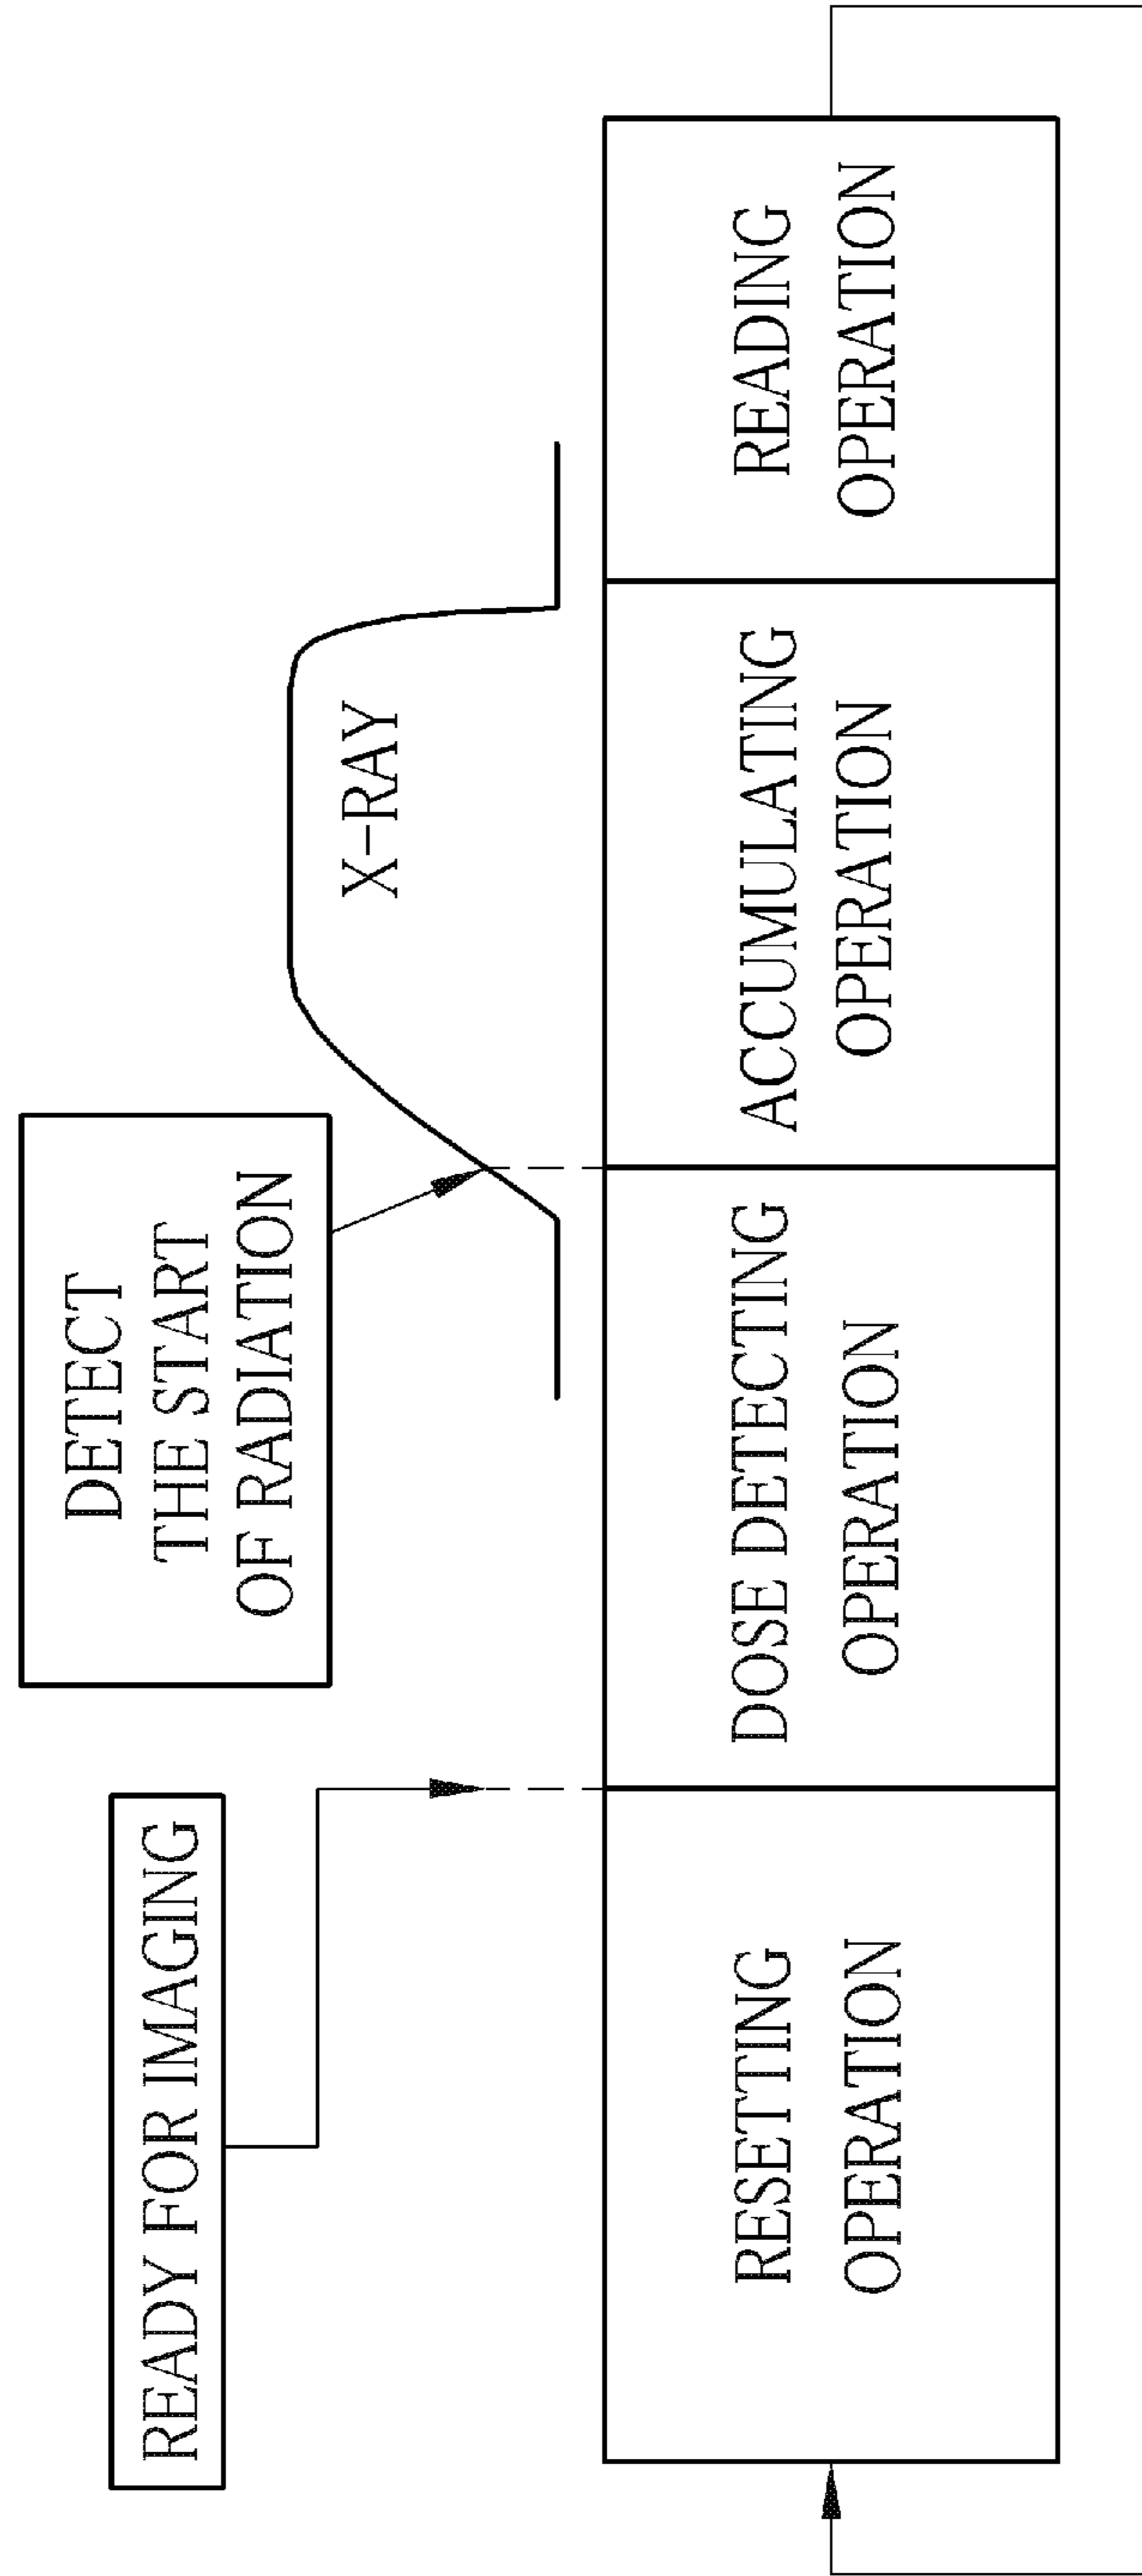 READY FOR IMAGING
DETECT
THE START
OF RADIATION
X-RAY
RESETTING
OPERATION
DOSE DETECTING
OPERATION
ACCUMULATING
OPERATION
READING
OPERATION